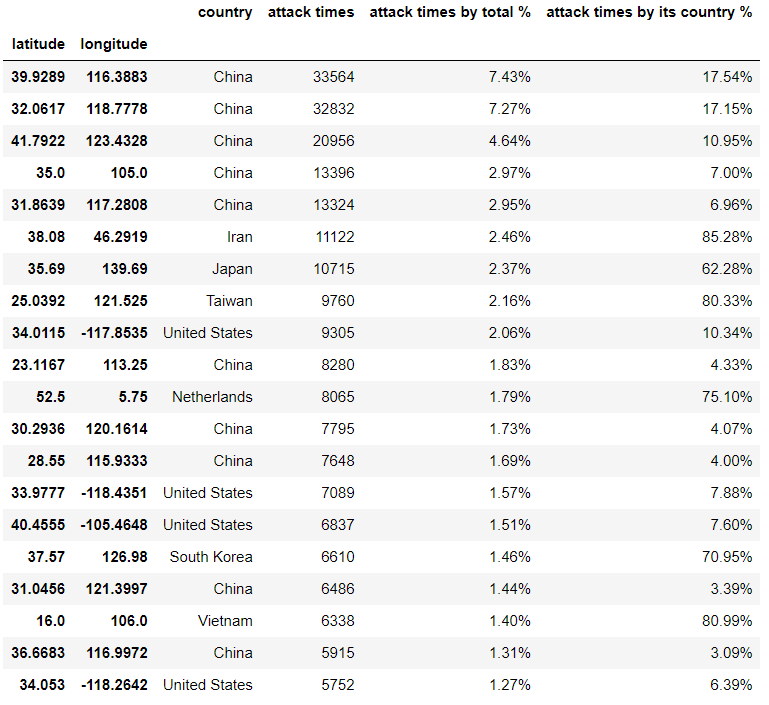 country attack times attack times by total % attack times by its country %
latitude longitude
39.9289 116.3883 China 33564 7.43% 17.54%
32.0617 118.7778 China 32832 7.27% 17.15%
41.7922 123.4328 China 20956 4.64% 10.95%
35.0 105.0 China 13396 2.97% 7.00%
31.8639 117.2808 China 13324 2.95% 6.96%
38.08 46.2919 Iran 11122 2.46% 85.28%
35.69 139.69 Japan 10715 2.37% 62.28%
25.0392 121.525 Taiwan 9760 2.16% 80.33%
34.0115 -117.8535 United States 9305 2.06% 10.34%
23.1167 113.25 China 8280 1.83% 4.33%
52.5 5.75 Netherlands 8065 1.79% 75.10%
30.2936 120.1614 China 7795 1.73% 4.07%
28.55 115.9333 China 7648 1.69% 4.00%
33.9777 -118.4351 United States 7089 1.57% 7.88%
40.4555 -105.4648 United States 6837 1.51% 7.60%
37.57 126.98 South Korea 6610 1.46% 70.95%
31.0456 121.3997 China 6486 1.44% 3.39%
16.0 106.0 Vietnam 6338 1.40% 80.99%
36.6683 116.9972 China 5915 1.31% 3.09%
34.053 -118.2642 United States 5752 1.27% 6.39%